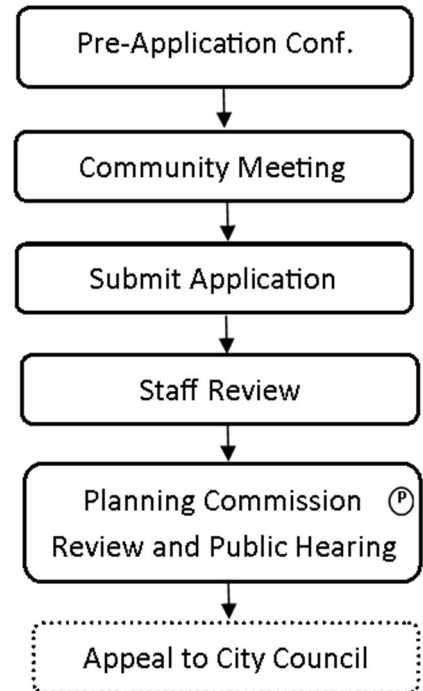 Pre-Application Conf.
Community Meeting
Submit Application
Staff Review
Planning Commission Ⓟ
Review and Public Hearing
Appeal to City Council